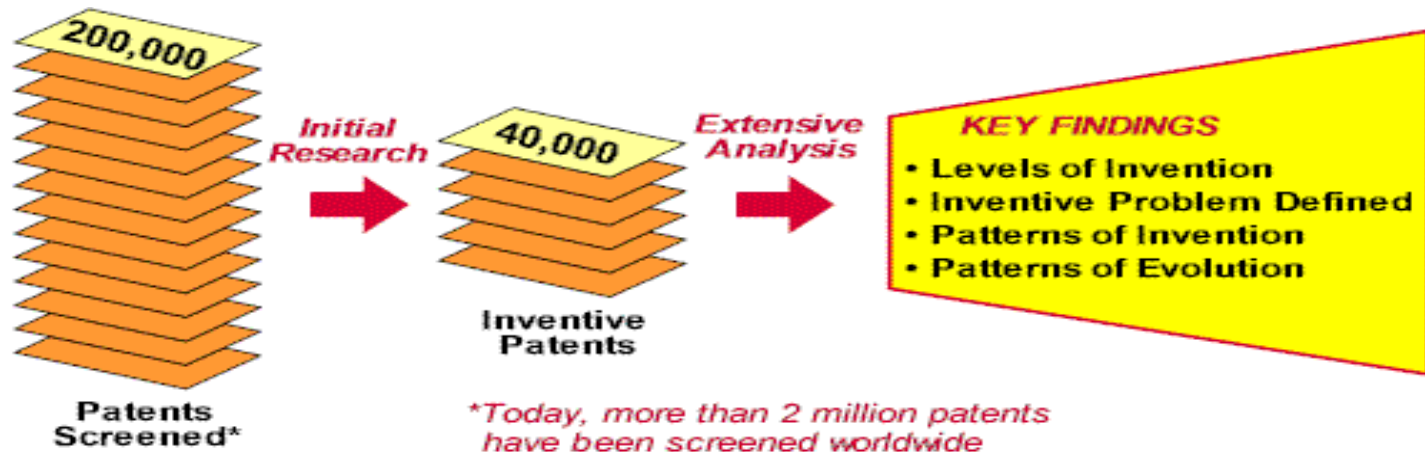 200,000
Patents
Screened*
Initial
Research
40,000
Inventive
Patents
Extensive
Analysis
KEY FINDINGS
• Levels of Invention
• Inventive Problem Defined
• Patterns of Invention
• Patterns of Evolution
*Today, more than 2 million patents
have been screened worldwide